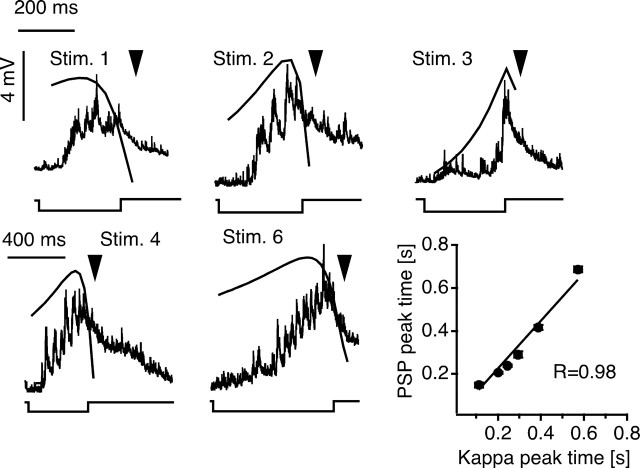 200 ms
Stim. 1
Stim. 2
Stim. 3
4 mV
400 ms
Stim. 4
Stim. 6
0.8
0.6
0.4
0.2
PSP peak time [s]
R=0.98
0.2 0.4 0.6 0.8
Kappa peak time [s]